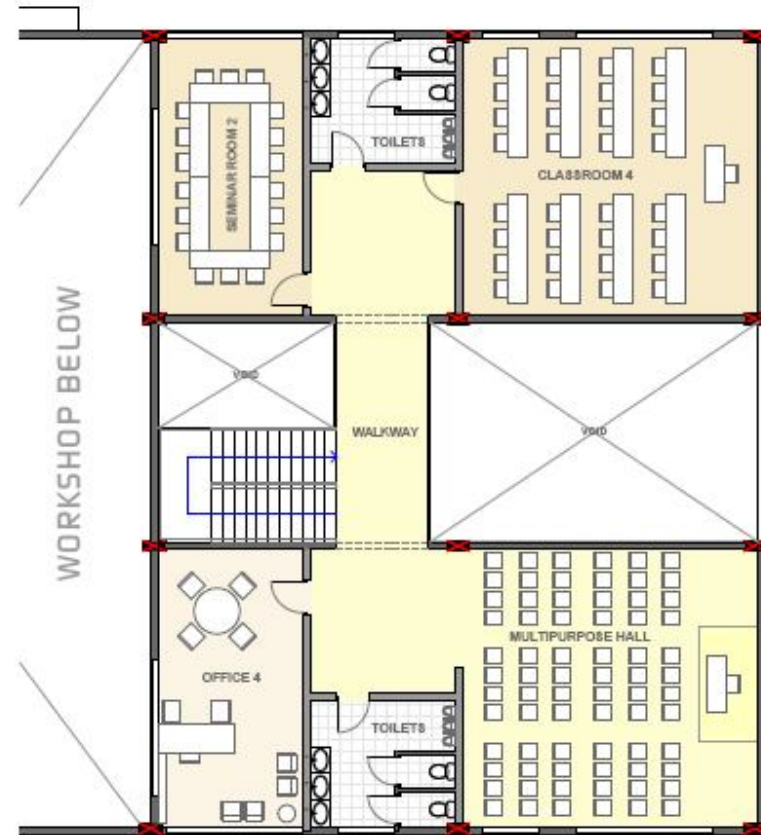 TOILETS
SEMINAR ROOM 2
CLASSROOM 4
WORKSHOP BELOW
VOID
WALKWAY
VOID
MULTIPURPOSE HALL
OFFICE 4
TOILETS